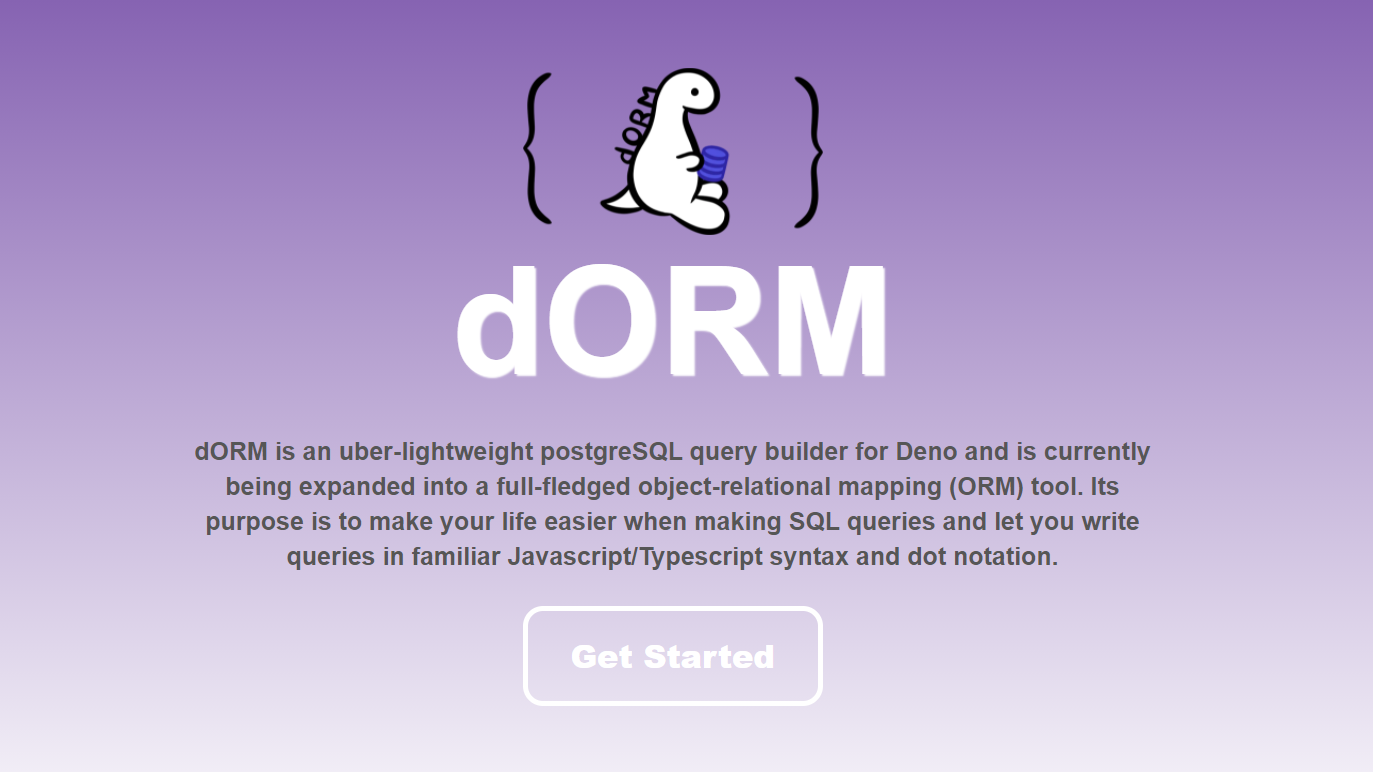 dORM
dORM
dORM is an uber-lightweight postgreSQL query builder for Deno and is currently
being expanded into a full-fledged object-relational mapping (ORM) tool. Its
purpose is to make your life easier when making SQL queries and let you write
queries in familiar Javascript/Typescript syntax and dot notation.
Get Started